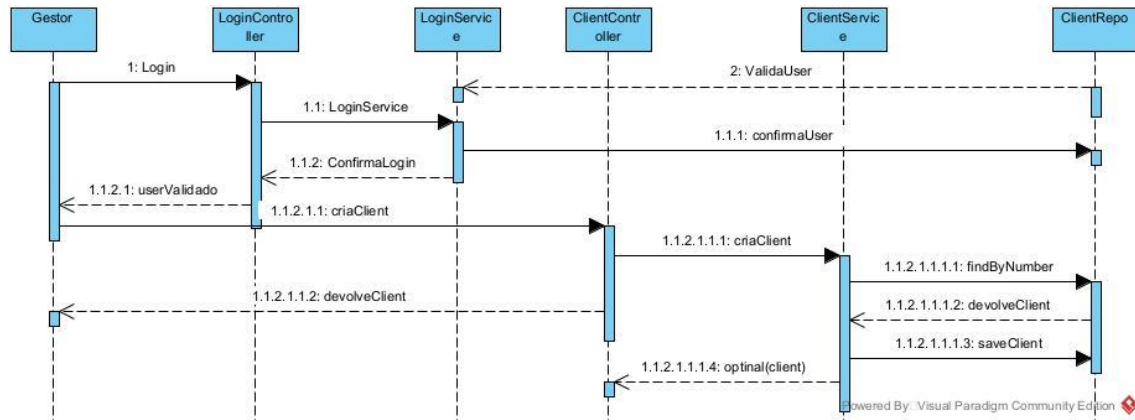 Gestor
LoginContro
ller
LoginServic
e
ClientContr
oller
ClientServic
e
ClientRepo
1: Login
2: ValidaUser
1.1: LoginService
1.1.1: confirmaUser
1.1.2: ConfirmaLogin
1.1.2.1: userValidado
1.1.2.1.1: criaClient
1.1.2.1.1.1: criaClient
1.1.2.1.1.1.1: findByNumber
1.1.2.1.1.2: devolveClient
1.1.2.1.1.1.2: devolveClient
1.1.2.1.1.1.3: saveClient
1.1.2.1.1.1.4: optinal(client)
Powered By Visual Paradigm Community Edition